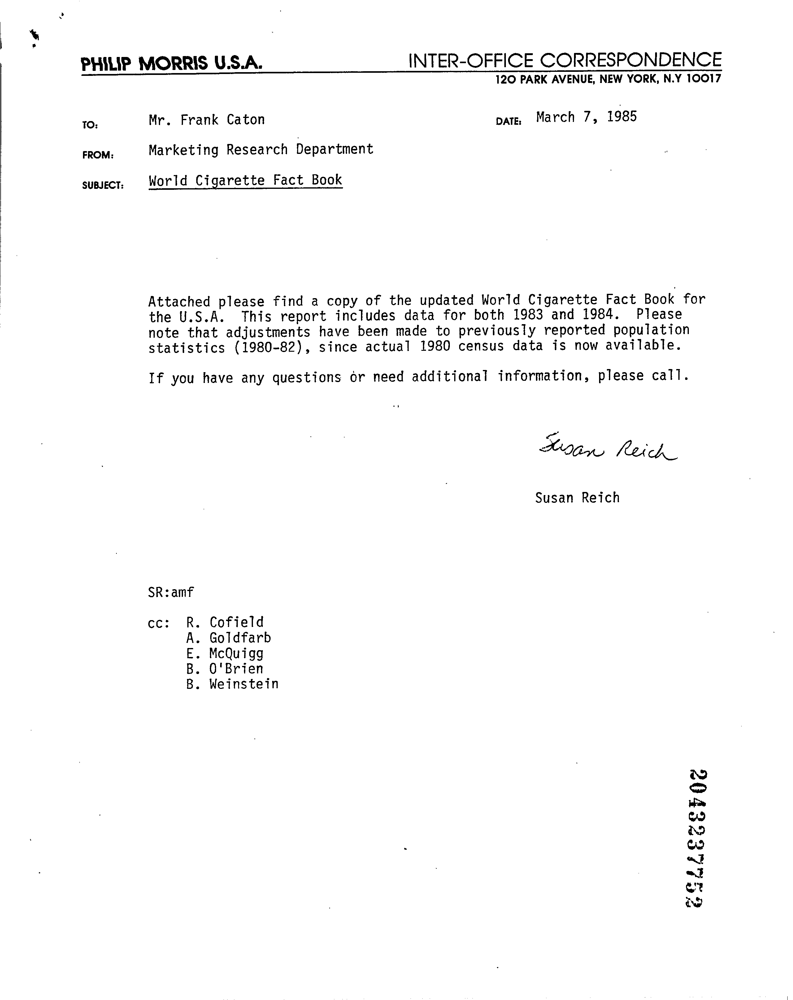 PHILIP MORRIS U.S.A. INTER-OFFICE CORRESPONDENCE
120 PARK AVENUE, NEW YORK, N.Y 10017
TO: Mr. Frank Caton DATE: March 7, 1985
FROM: Marketing Research Department
SUBJECT: World Cigarette Fact Book
Attached please find a copy of the updated World Cigarette Fact Book for
the U.S.A. This report includes data for both 1983 and 1984. Please
note that adjustments have been made to previously reported population
statistics (1980-82), since actual 1980 census data is now available.
If you have any questions or need additional information, please call.
Susan Reich
Susan Reich
SR:amf
cc: R. Cofield
A. Goldfarb
E. McQuigg
B. O'Brien
B. Weinstein
2043237752